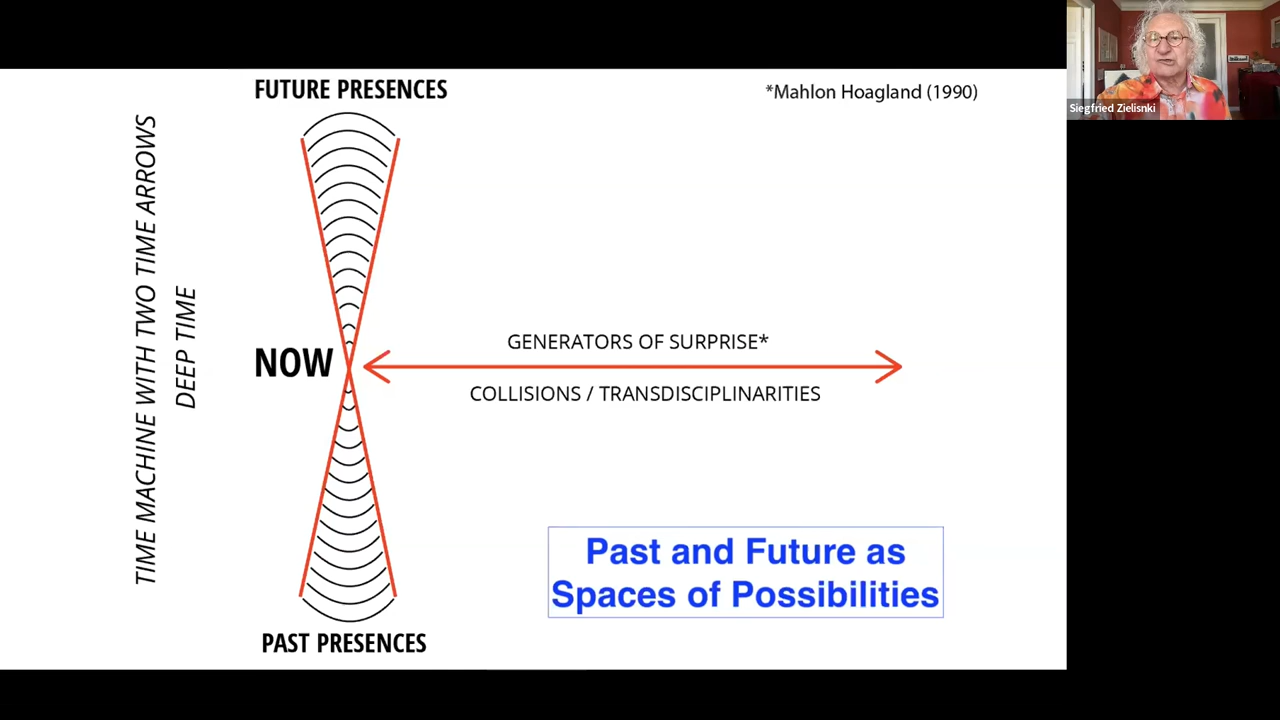 FUTURE PRESENCES
*Mahlon Hoagland (1990)
Siegfried Zielisnki
TIME MACHINE WITH TWO TIME ARROWS
DEEP TIME
NOW
GENERATORS OF SURPRISE*
COLLISIONS / TRANSDISCIPLINARITIES
Past and Future as
Spaces of Possibilities
PAST PRESENCES